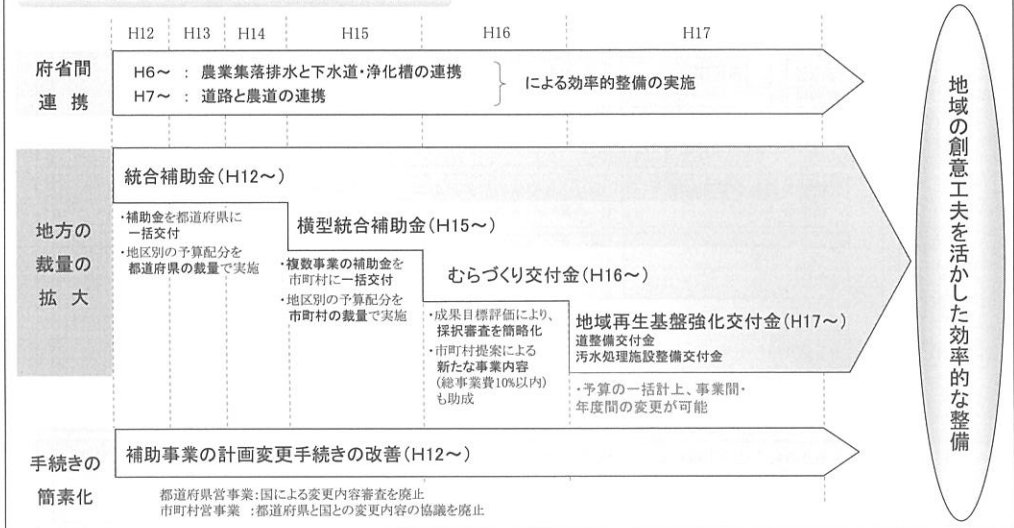 H12
H13
H14
H15
H16
H17
府省間
連携
H6～ : 農業集落排水と下水道・浄化槽の連携
H7～ : 道路と農道の連携
による効率的整備の実施
地方の
裁量の
拡大
統合補助金(H12～)
・補助金を都道府県に
一括交付
・地区別の予算配分を
都道府県の裁量で実施
横型統合補助金(H15～)
・複数事業の補助金を
市町村に一括交付
・地区別の予算配分を
市町村の裁量で実施
むらづくり交付金(H16～)
・成果目標評価により、
採択審査を簡略化
・市町村提案による
新たな事業内容
(総事業費10%以内)
も助成
地域再生基盤強化交付金(H17～)
道整備交付金
汚水処理施設整備交付金
・予算の一括計上、事業間・
年度間の変更が可能
手続きの
簡素化
補助事業の計画変更手続きの改善(H12～)
都道府県営事業:国による変更内容審査を廃止
市町村営事業 :都道府県と国との変更内容の協議を廃止
地域の創意工夫を活かした効率的な整備